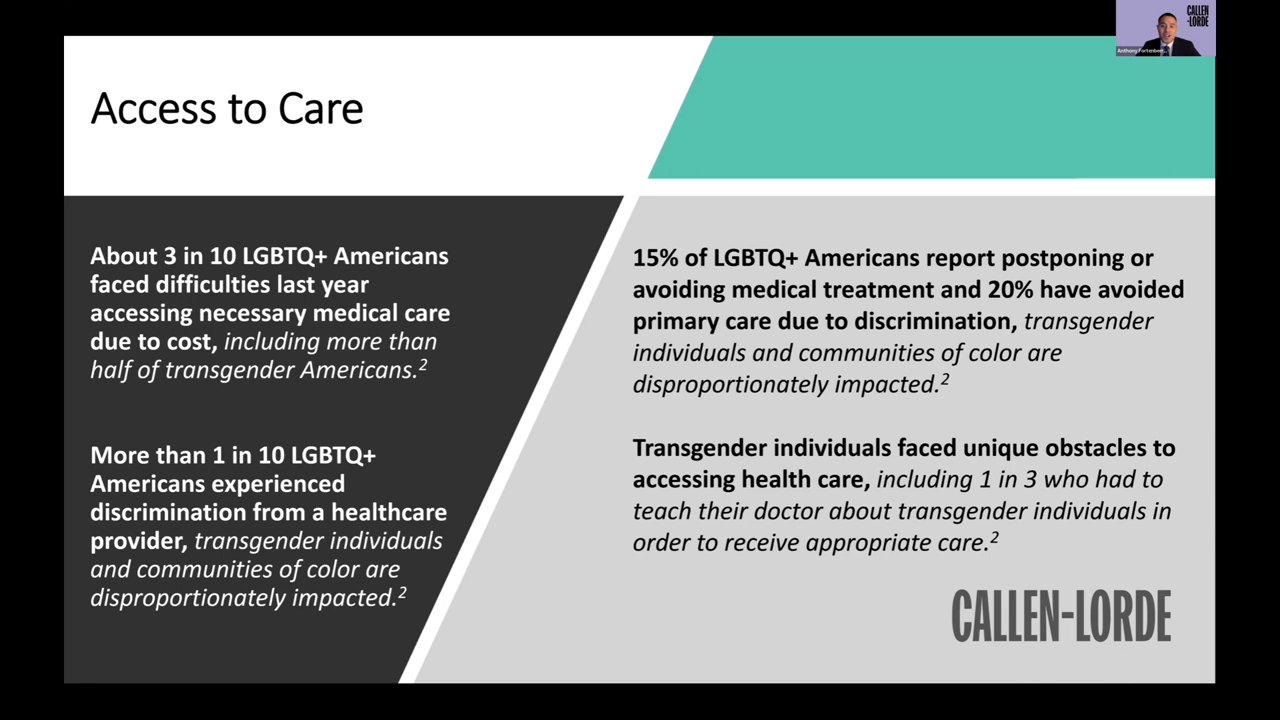 CALLEN
-LORDE
Access to Care
About 3 in 10 LGBTQ+ Americans
faced difficulties last year
accessing necessary medical care
due to cost, including more than
half of transgender Americans.2
More than 1 in 10 LGBTQ+
Americans experienced
discrimination from a healthcare
provider, transgender individuals
and communities of color are
disproportionately impacted.2
15% of LGBTQ+ Americans report postponing or
avoiding medical treatment and 20% have avoided
primary care due to discrimination, transgender
individuals and communities of color are
disproportionately impacted.2
Transgender individuals faced unique obstacles to
accessing health care, including 1 in 3 who had to
teach their doctor about transgender individuals in
order to receive appropriate care.2
CALLEN-LORDE